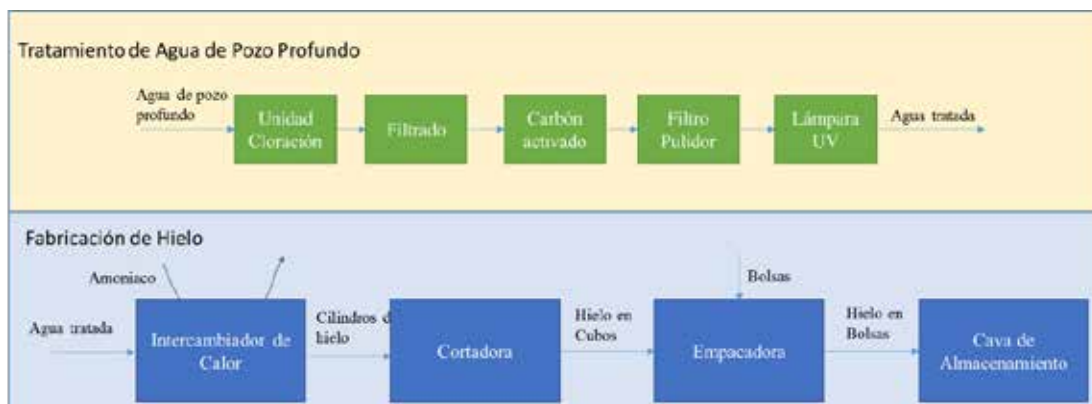 Tratamiento de Agua de Pozo Profundo
Agua de pozo
profundo
Unidad
Cloración
Filtrado
Carbón
activado
Filtro
Pulidor
Lámpara
UV
Agua tratada
Fabricación de Hielo
Amoniaco
Agua tratada
Intercambiador de
Calor
Cilindros d
hielo
Cortadora
Hielo en
Cubos
Bolsas
Empacadora
Hielo en
Bolsas
Cava de
Almacenamiento